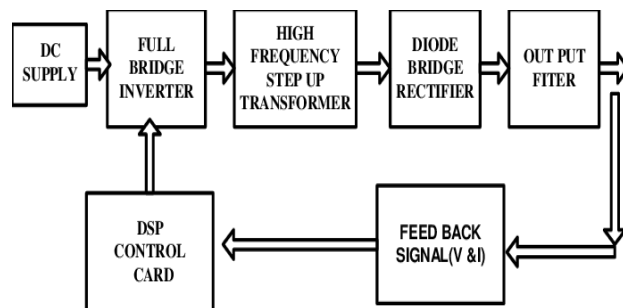 DC
SUPPLY
FULL
BRIDGE
INVERTER
HIGH
FREQUENCY
STEP UP
TRANSFORMER
DIODE
BRIDGE
RECTIFIER
OUT PUT
FITER
DSP
CONTROL
CARD
FEED BACK
SIGNAL(V &I)